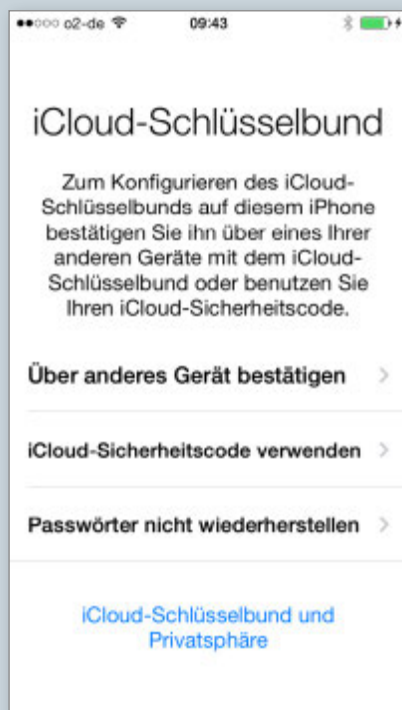 o2-de 09:43
iCloud-Schlüsselbund
Zum Konfigurieren des iCloud-
Schlüsselbunds auf diesem iPhone
bestätigen Sie ihn über eines Ihrer
anderen Geräte mit dem iCloud-
Schlüsselbund oder benutzen Sie
Ihren iCloud-Sicherheitscode.
Über anderes Gerät bestätigen
iCloud-Sicherheitscode verwenden
Passwörter nicht wiederherstellen
iCloud-Schlüsselbund und
Privatsphäre